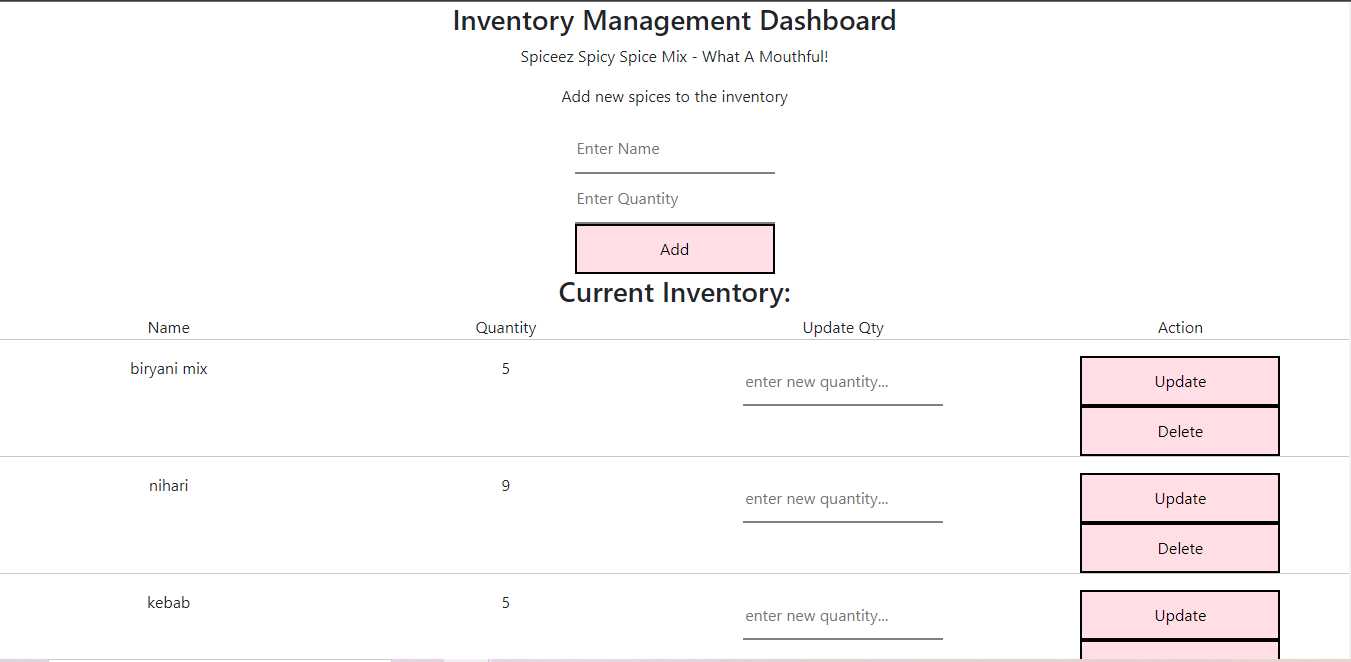 Inventory Management Dashboard
Spiceez Spicy Spice Mix - What A Mouthful!
Add new spices to the inventory
Enter Name
Enter Quantity
Add
Current Inventory:
Name Quantity Update Qty Action
biryani mix 5 enter new quantity... Update
Delete
nihari 9 enter new quantity... Update
Delete
kebab 5 enter new quantity... Update